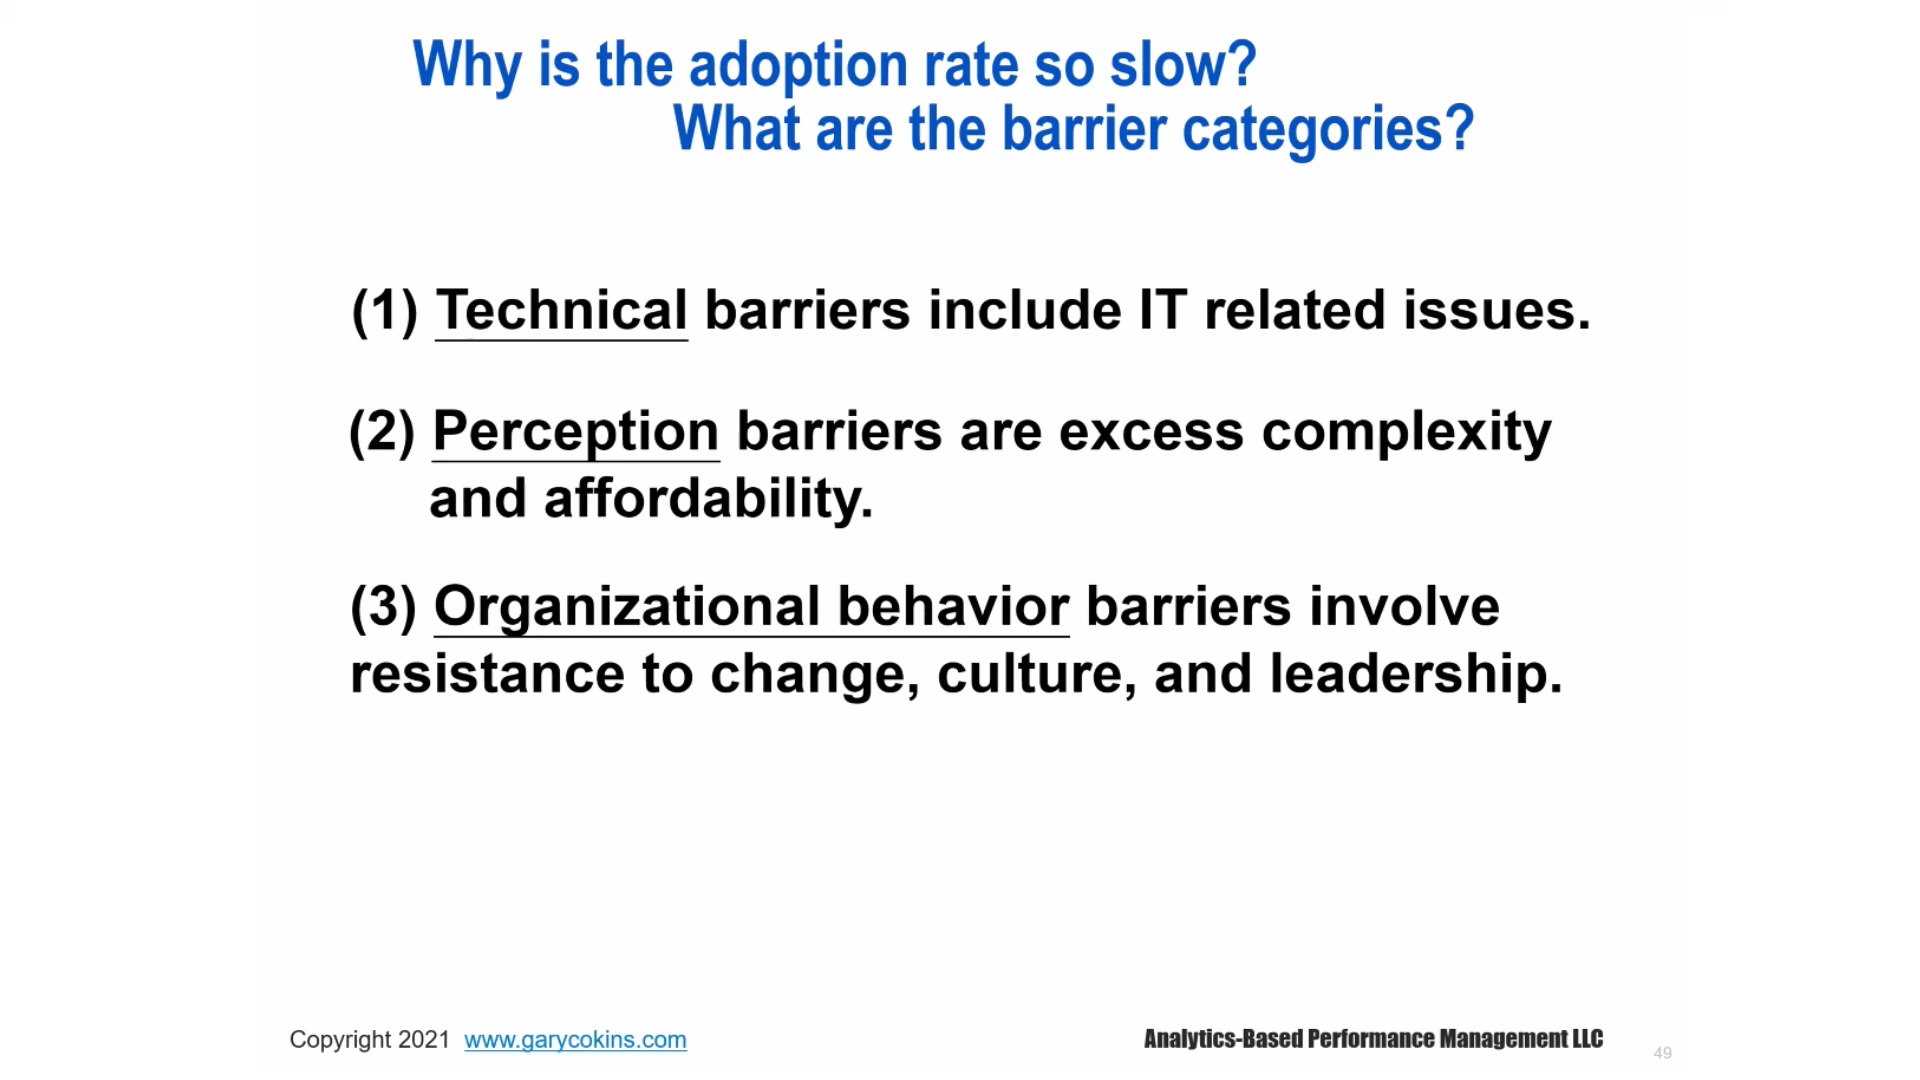 Why is the adoption rate so slow?
What are the barrier categories?
(1) Technical barriers include IT related issues.
(2) Perception barriers are excess complexity
and affordability.
(3) Organizational behavior barriers involve
resistance to change, culture, and leadership.
Copyright 2021 www.garycokins.com
Analytics-Based Performance Management LLC
49